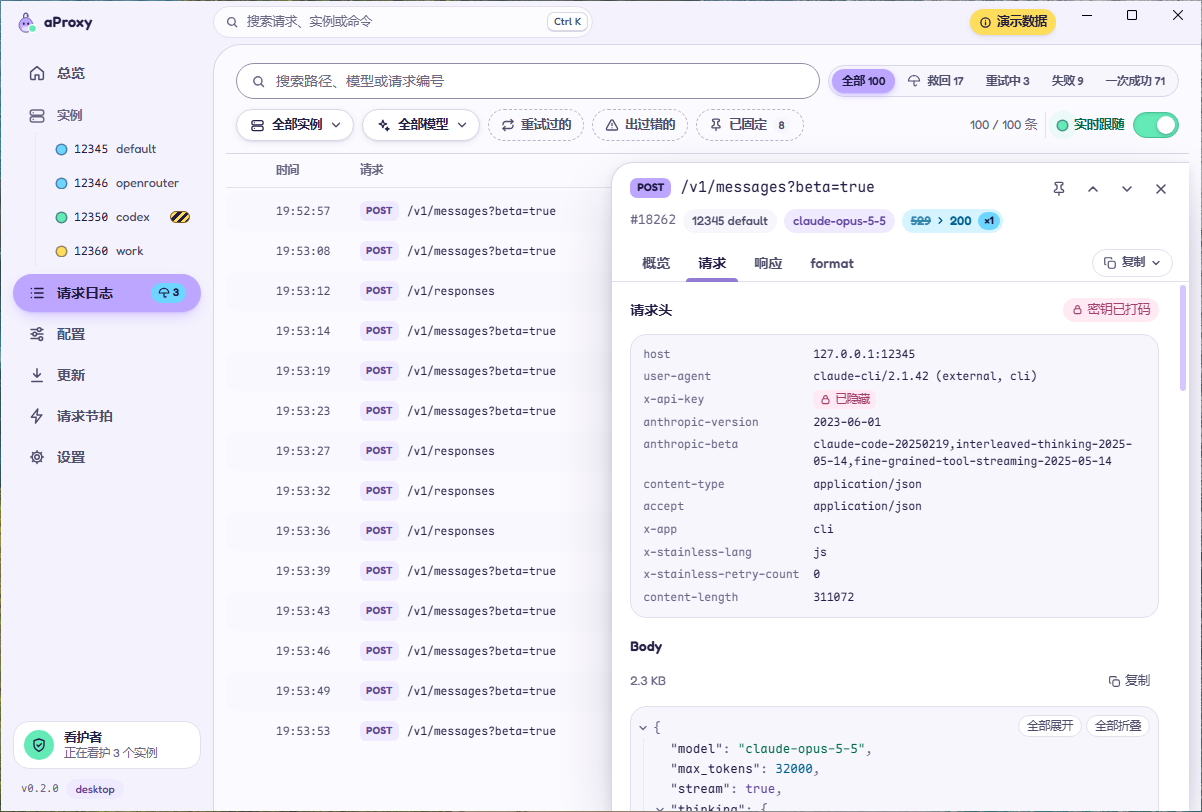 aProxy
搜索请求、实例或命令
Ctrl K
演示数据
总览
实例
12345 default
12346 openrouter
12350 codex
12360 work
请求日志
3
配置
更新
请求节拍
设置
看护者
正在看护 3 个实例
v0.2.0 desktop
搜索路径、模型或请求编号
全部 100 救回 17 重试中 3 失败 9 一次成功 71
全部实例 全部模型 重试过的 出过错的 已固定 8
100 / 100 条 实时跟随
时间 请求
19:52:57 POST /v1/messages?beta=true
19:53:08 POST /v1/messages?beta=true
19:53:12 POST /v1/responses
19:53:14 POST /v1/messages?beta=true
19:53:19 POST /v1/messages?beta=true
19:53:23 POST /v1/messages?beta=true
19:53:27 POST /v1/responses
19:53:32 POST /v1/responses
19:53:36 POST /v1/responses
19:53:39 POST /v1/messages?beta=true
19:53:43 POST /v1/messages?beta=true
19:53:46 POST /v1/messages?beta=true
19:53:49 POST /v1/messages?beta=true
19:53:53 POST /v1/messages?beta=true
POST /v1/messages?beta=true
#18262 12345 default claude-opus-5-5 529 > 200 x1
概览 请求 响应 format 复制
请求头 密钥已打码
host 127.0.0.1:12345
user-agent claude-cli/2.1.42 (external, cli)
x-api-key 已隐藏
anthropic-version 2023-06-01
anthropic-beta claude-code-20250219,interleaved-thinking-2025-
05-14,fine-grained-tool-streaming-2025-05-14
content-type application/json
accept application/json
x-app cli
x-stainless-lang js
x-stainless-retry-count 0
content-length 311072
Body
2.3 KB 复制
{ 全部展开 全部折叠
"model": "claude-opus-5-5",
"max_tokens": 32000,
"stream": true,
"thinking": {